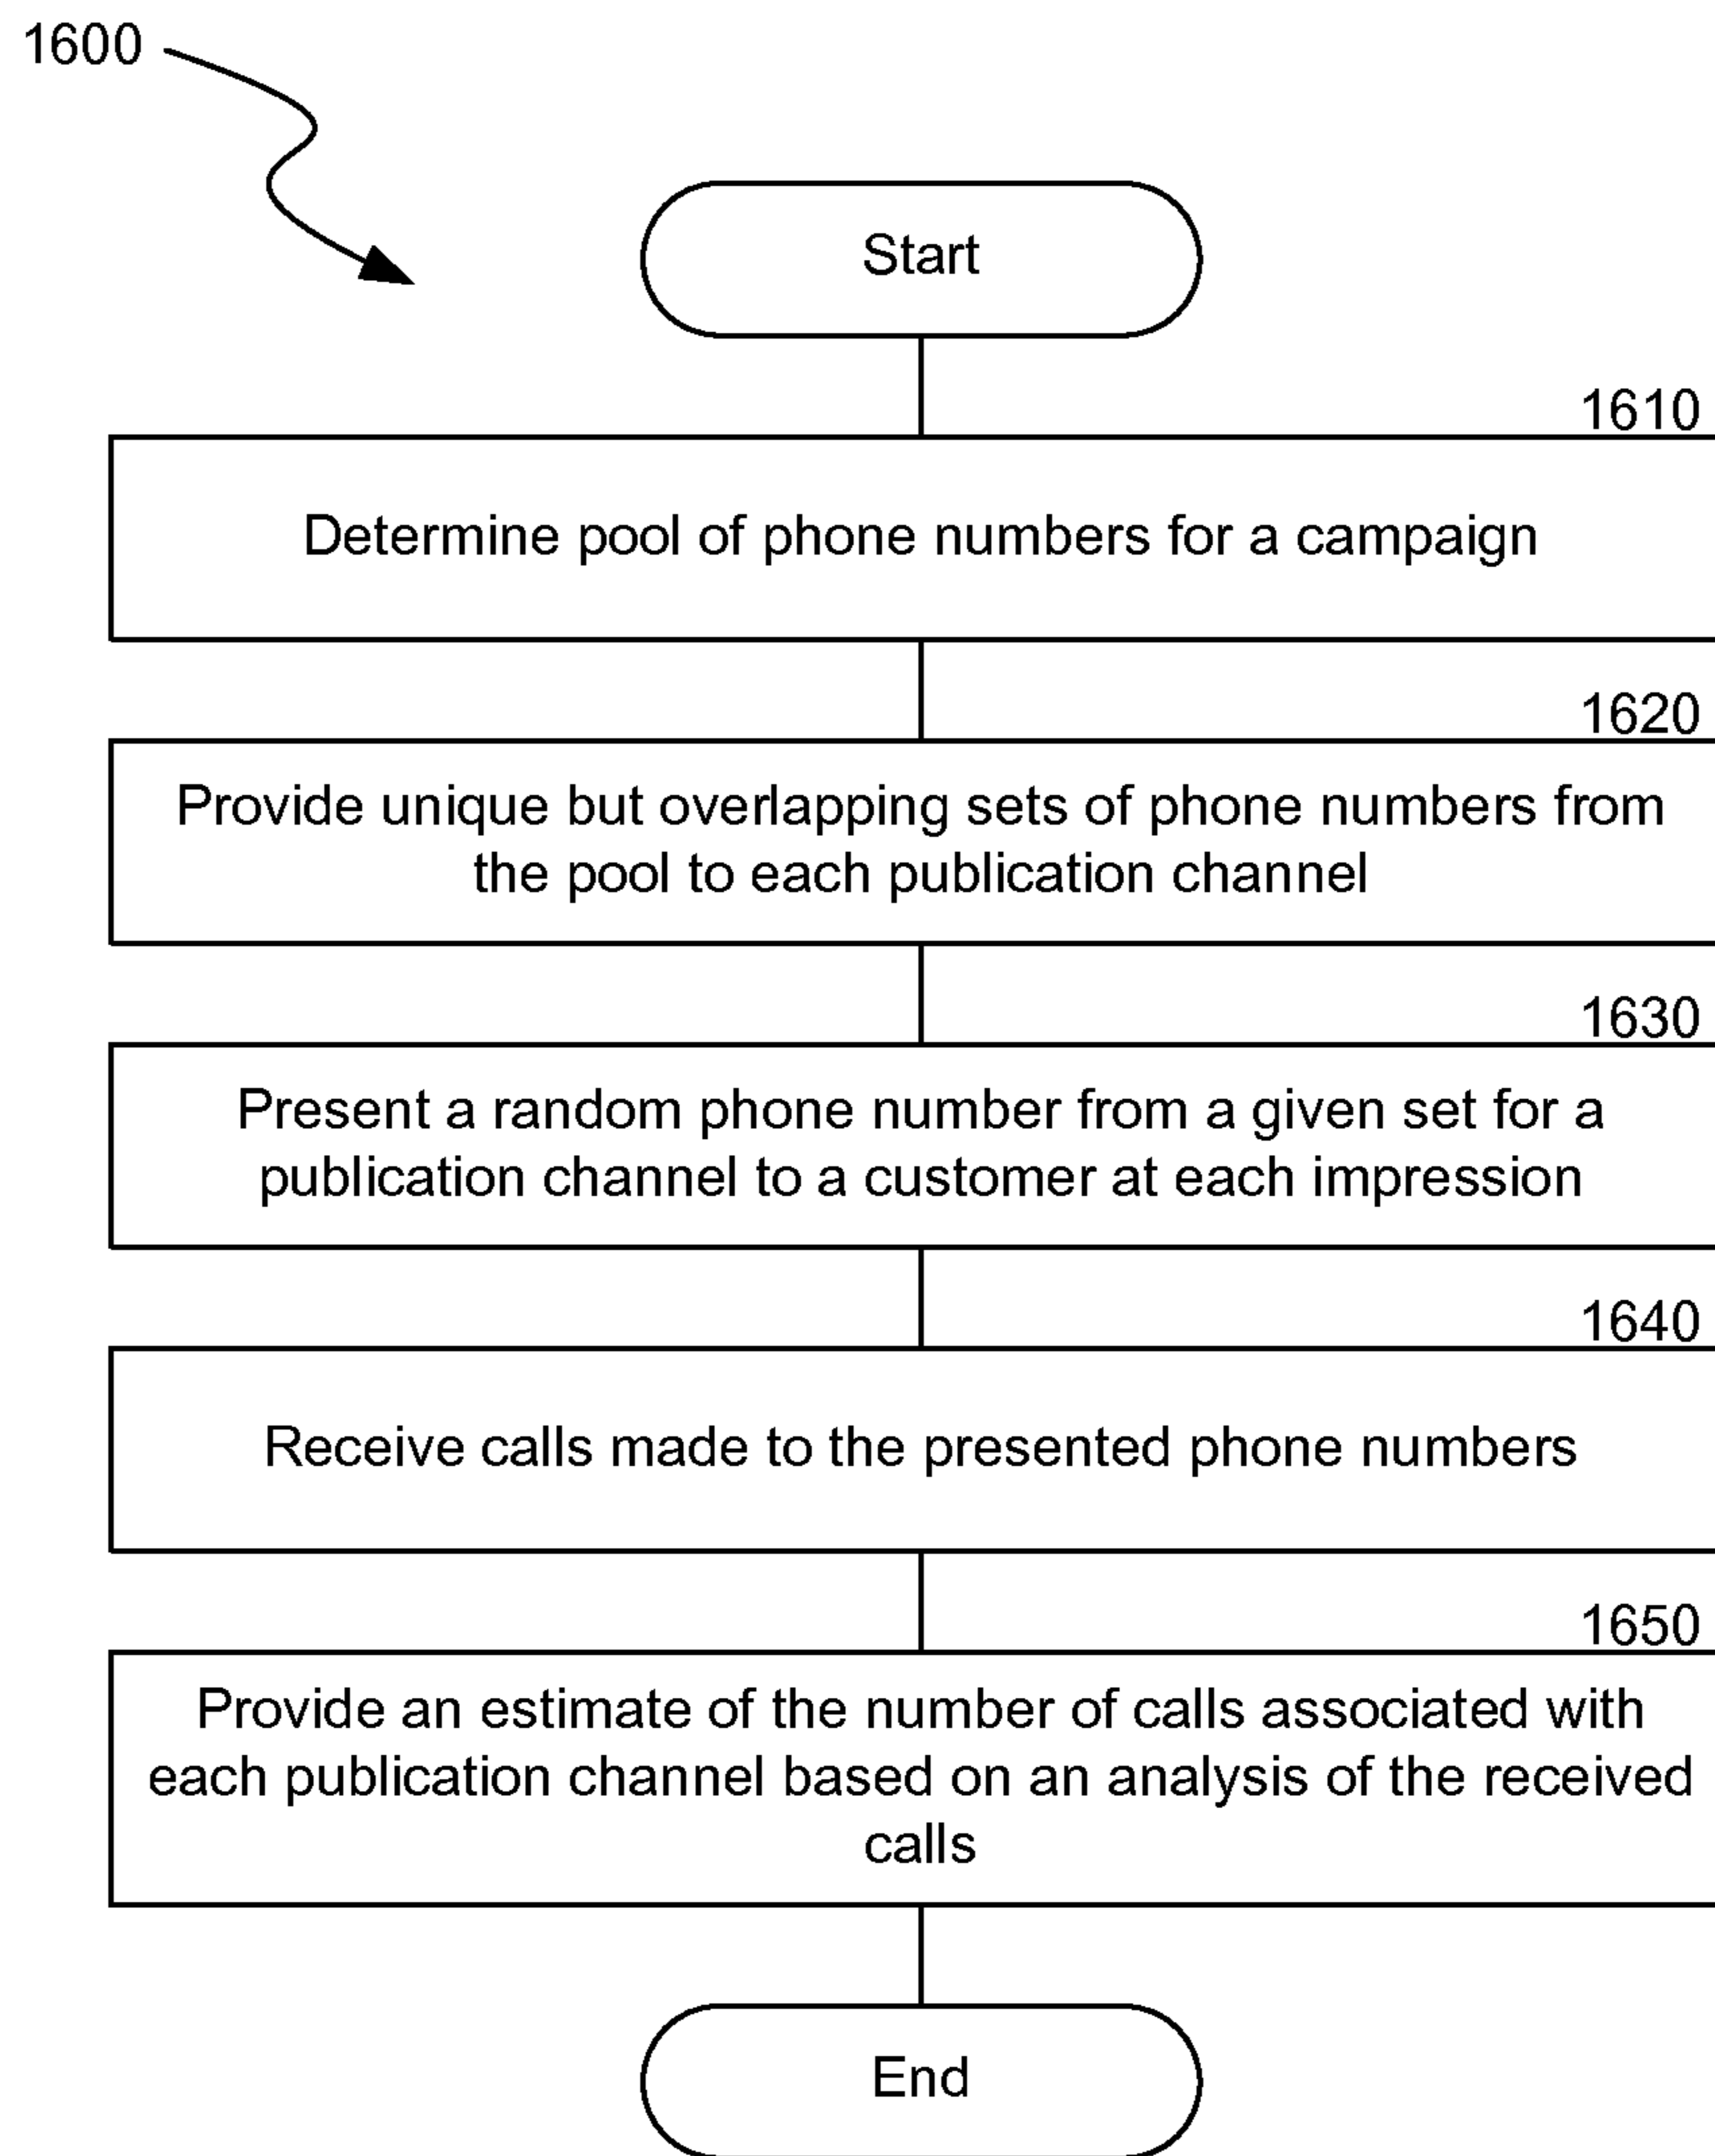 1600
Start
1610
Determine pool of phone numbers for a campaign
1620
Provide unique but overlapping sets of phone numbers from
the pool to each publication channel
1630
Present a random phone number from a given set for a
publication channel to a customer at each impression
1640
Receive calls made to the presented phone numbers
1650
Provide an estimate of the number of calls associated with
each publication channel based on an analysis of the received
calls
End